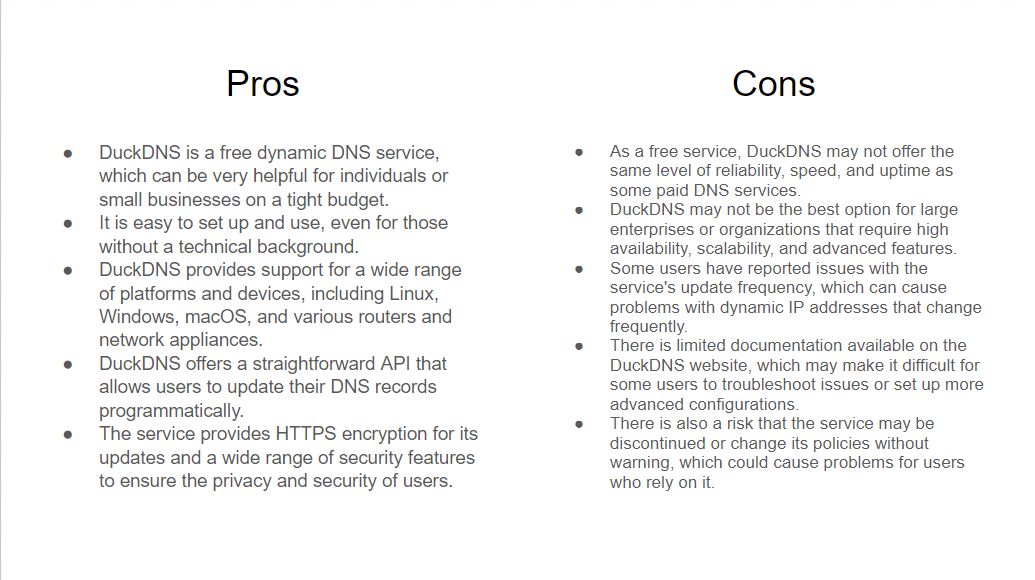 Pros
● DuckDNS is a free dynamic DNS service,
which can be very helpful for individuals or
small businesses on a tight budget.
● It is easy to set up and use, even for those
without a technical background.
● DuckDNS provides support for a wide range
of platforms and devices, including Linux,
Windows, macOS, and various routers and
network appliances.
● DuckDNS offers a straightforward API that
allows users to update their DNS records
programmatically.
● The service provides HTTPS encryption for its
updates and a wide range of security features
to ensure the privacy and security of users.
Cons
● As a free service, DuckDNS may not offer the
same level of reliability, speed, and uptime as
some paid DNS services.
● DuckDNS may not be the best option for large
enterprises or organizations that require high
availability, scalability, and advanced features.
● Some users have reported issues with the
service's update frequency, which can cause
problems with dynamic IP addresses that change
frequently.
● There is limited documentation available on the
DuckDNS website, which may make it difficult for
some users to troubleshoot issues or set up more
advanced configurations.
● There is also a risk that the service may be
discontinued or change its policies without
warning, which could cause problems for users
who rely on it.